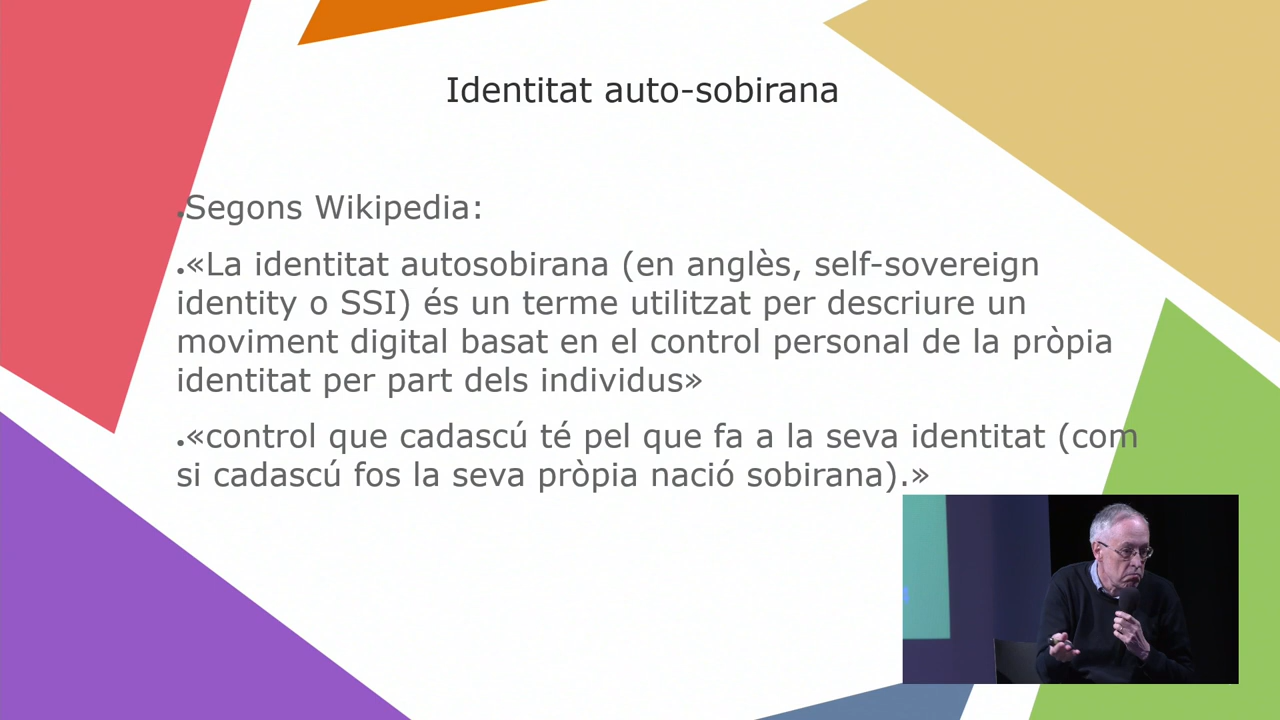 Identitat auto-sobirana
•Segons Wikipedia:
•«La identitat autosobirana (en anglès, self-sovereign
identity o SSI) és un terme utilitzat per descriure un
moviment digital basat en el control personal de la pròpia
identitat per part dels individus»
•«control que cadascú té pel que fa a la seva identitat (com
si cadascú fos la seva pròpia nació sobirana).»